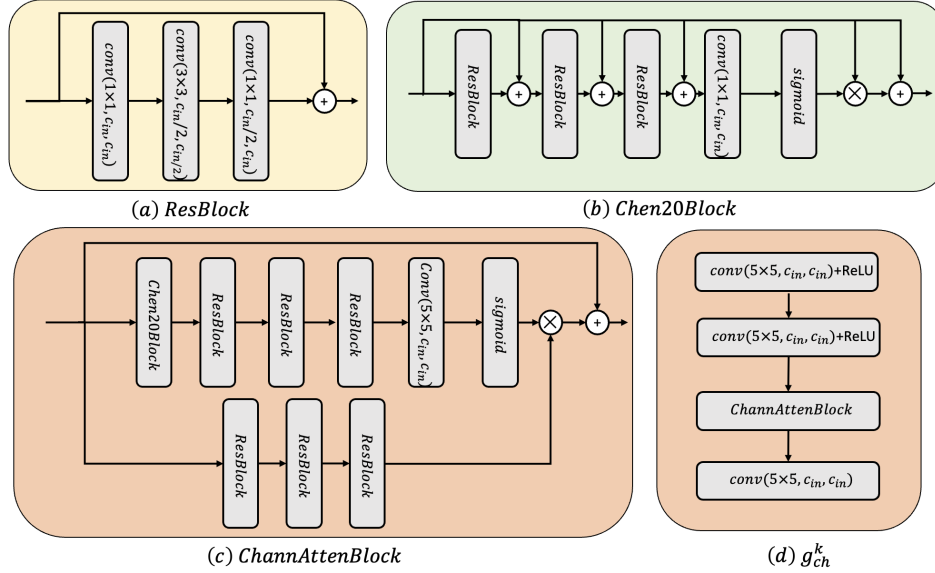 conv(1×1, c_in, c_in)
conv(3×3, c_in/2, c_in/2)
conv(1×1, c_in/2, c_in)
+
(a) ResBlock
ResBlock
+
ResBlock
+
ResBlock
+
conv(1×1, c_in, c_in)
sigmoid
×
+
(b) Chen20Block
Chen20Block
ResBlock
ResBlock
ResBlock
Conv(5×5, c_in, c_in)
sigmoid
×
+
ResBlock
ResBlock
ResBlock
(c) ChannAttenBlock
conv(5×5, c_in, c_in)+ReLU
conv(5×5, c_in, c_in)+ReLU
ChannAttenBlock
conv(5×5, c_in, c_in)
(d) g_ch^k